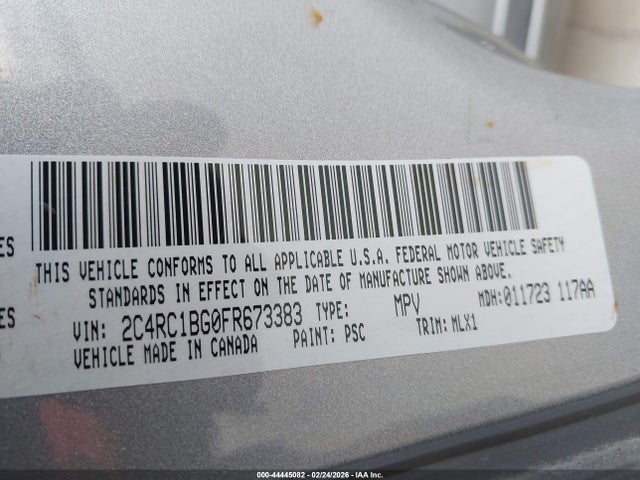 ES
THIS VEHICLE CONFORMS TO ALL APPLICABLE U.S.A. FEDERAL MOTOR VEHICLE SAFETY
STANDARDS IN EFFECT ON THE DATE OF MANUFACTURE SHOWN ABOVE.
ES
VIN: 2C4RC1BG0FR673383 TYPE: MPV MDH:011723 117AA
VEHICLE MADE IN CANADA PAINT: PSC TRIM: MLX1
000-44445082 - 02/24/2026 - IAA Inc.